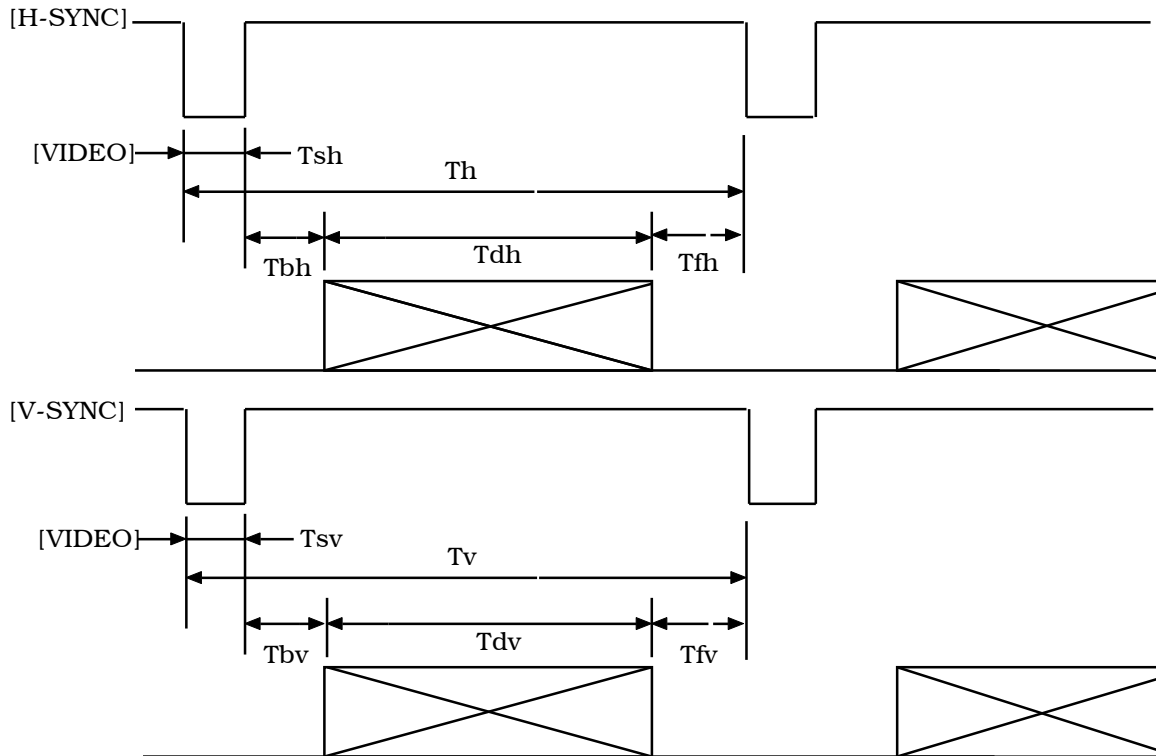 [H-SYNC]
[VIDEO]
Tsh
Th
Tbh
Tdh
Tfh
[V-SYNC]
[VIDEO]
Tsv
Tv
Tbv
Tdv
Tfv